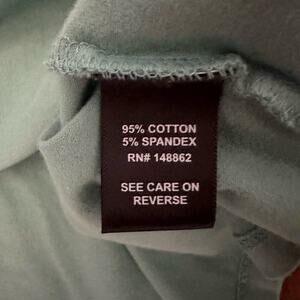 95% COTTON
5% SPANDEX
RN# 148862
SEE CARE ON
REVERSE